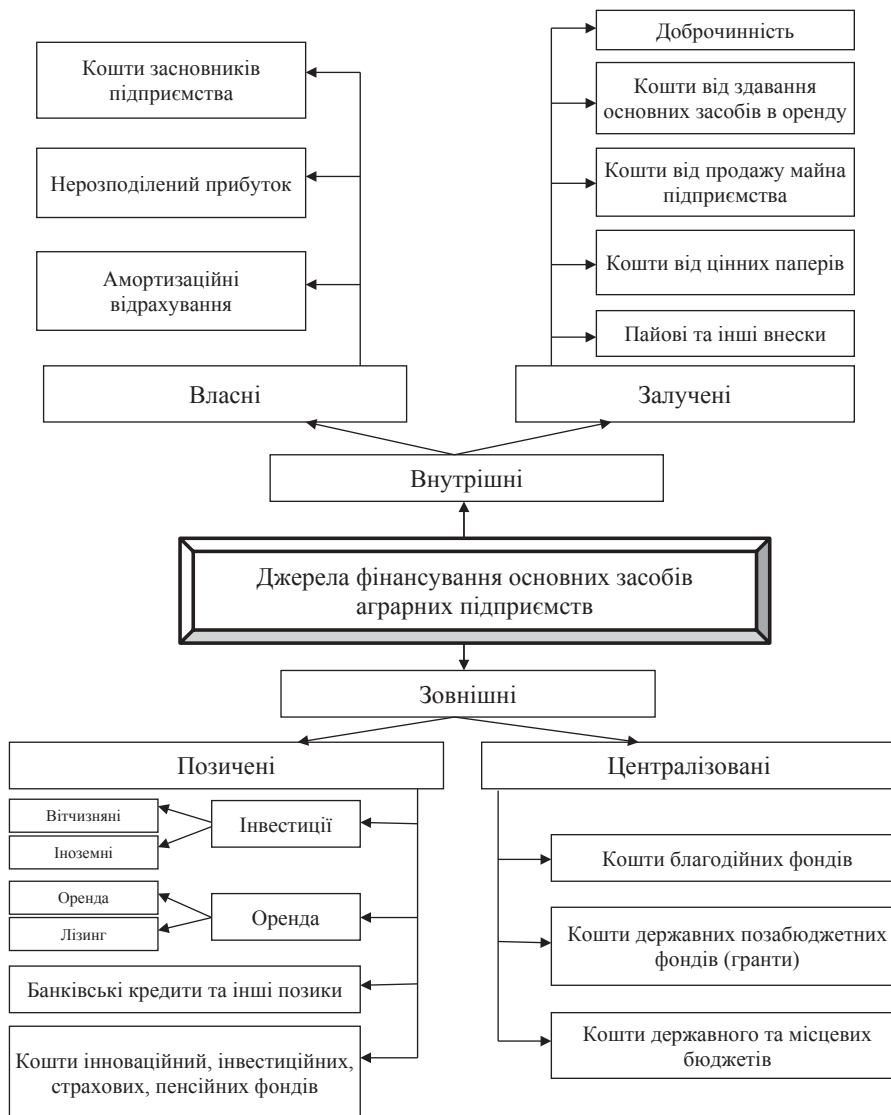 Доброчинність
Кошти засновників
підприємства
Кошти від здавання
основних засобів в оренду
Нерозподілений прибуток
Кошти від продажу майна
підприємства
Амортизаційні
відрахування
Кошти від цінних паперів
Пайові та інші внески
Власні
Залучені
Внутрішні
Джерела фінансування основних засобів
аграрних підприємств
Зовнішні
Позичені
Централізовані
Вітчизняні
Інвестиції
Іноземні
Кошти благодійних фондів
Оренда
Оренда
Лізинг
Кошти державних позабюджетних
фондів (гранти)
Банківські кредити та інші позики
Кошти державного та місцевих
бюджетів
Кошти інноваційний, інвестиційних,
страхових, пенсійних фондів